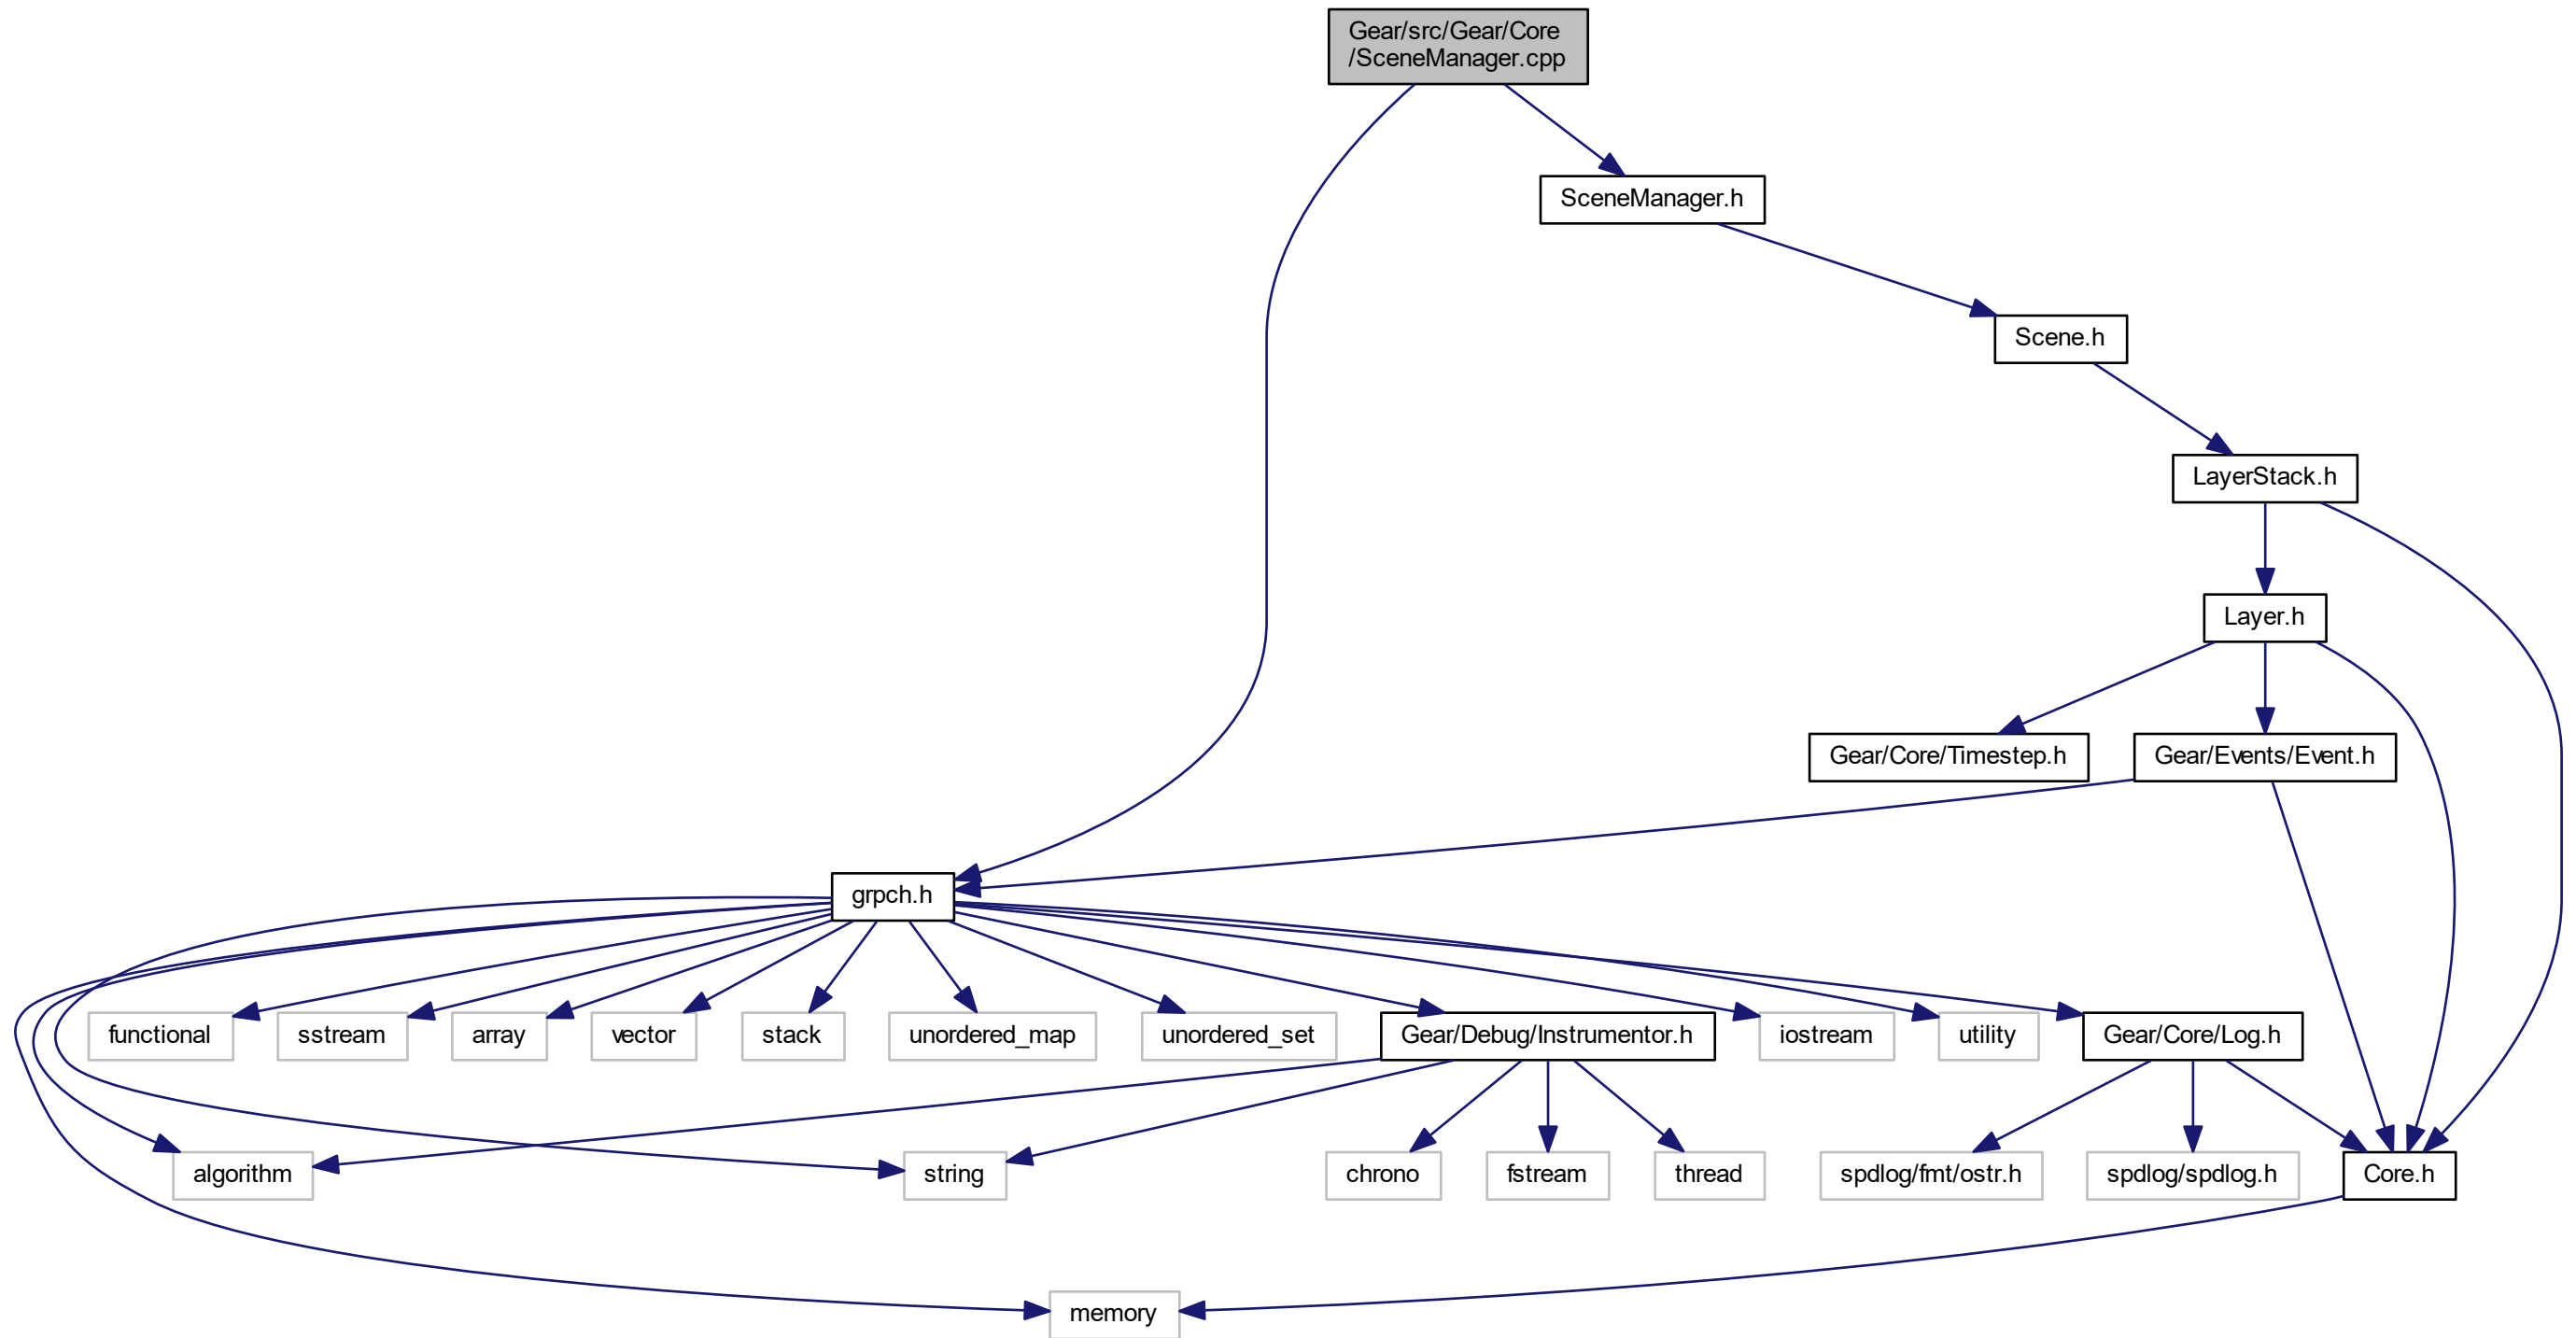 Gear/src/Gear/Core
/SceneManager.cpp
SceneManager.h
Scene.h
LayerStack.h
Layer.h
Gear/Core/Timestep.h
Gear/Events/Event.h
grpch.h
functional
sstream
array
vector
stack
unordered_map
unordered_set
Gear/Debug/Instrumentor.h
iostream
utility
Gear/Core/Log.h
algorithm
string
chrono
fstream
thread
spdlog/fmt/ostr.h
spdlog/spdlog.h
Core.h
memory